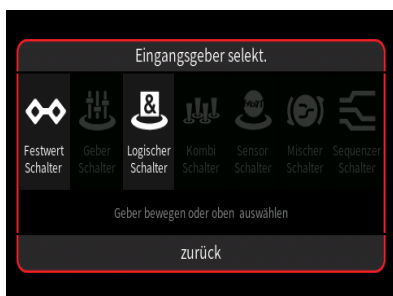 Eingangsgeber selekt.
&
Festwert Geber Logischer Kombi Sensor Mischer Sequenzer
Schalter Schalter Schalter Schalter Schalter Schalter Schalter
Geber bewegen oder oben auswählen
zurück